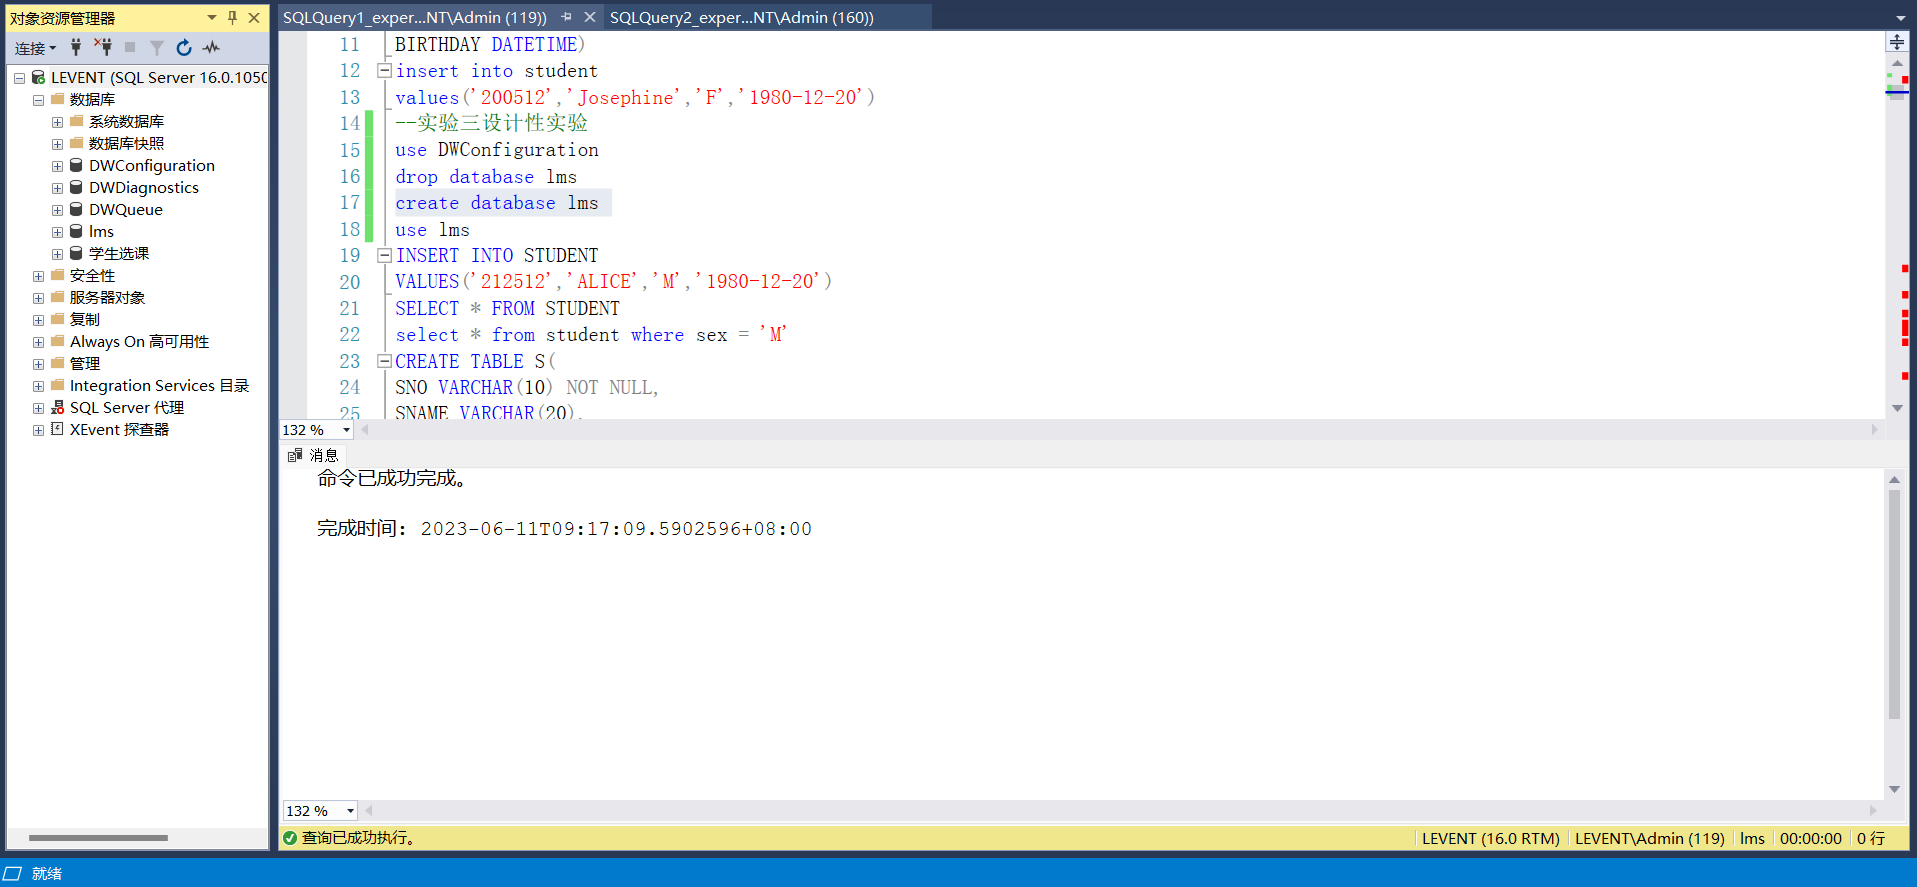 对象资源管理器
连接
LEVENT (SQL Server 16.0.1050
数据库
系统数据库
数据库快照
DWConfiguration
DWDiagnostics
DWQueue
lms
学生选课
安全性
服务器对象
复制
Always On 高可用性
管理
Integration Services 目录
SQL Server 代理
XEvent 探查器
SQLQuery1_exper...NT\Admin (119))
SQLQuery2_exper...NT\Admin (160))
11 BIRTHDAY DATETIME)
12 insert into student
13 values('200512','Josephine','F','1980-12-20')
14 --实验三设计性实验
15 use DWConfiguration
16 drop database lms
17 create database lms
18 use lms
19 INSERT INTO STUDENT
20 VALUES('212512','ALICE','M','1980-12-20')
21 SELECT * FROM STUDENT
22 select * from student where sex = 'M'
23 CREATE TABLE S(
24 SNO VARCHAR(10) NOT NULL,
25 SNAME VARCHAR(20),
132 %
消息
命令已成功完成。
完成时间: 2023-06-11T09:17:09.5902596+08:00
132 %
查询已成功执行。
LEVENT (16.0 RTM)
LEVENT\Admin (119)
lms
00:00:00
0 行
就绪